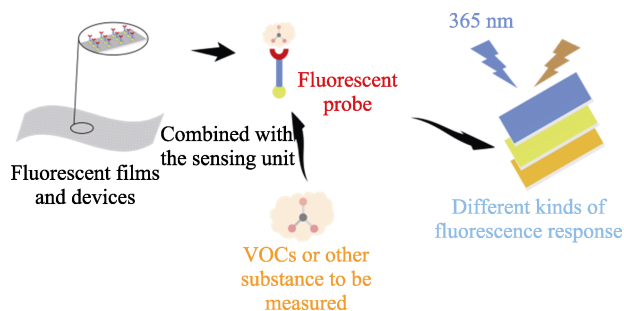 365 nm
Fluorescent
probe
Combined with
the sensing unit
Fluorescent films
and devices
Different kinds of
fluorescence response
VOCs or other
substance to be
measured